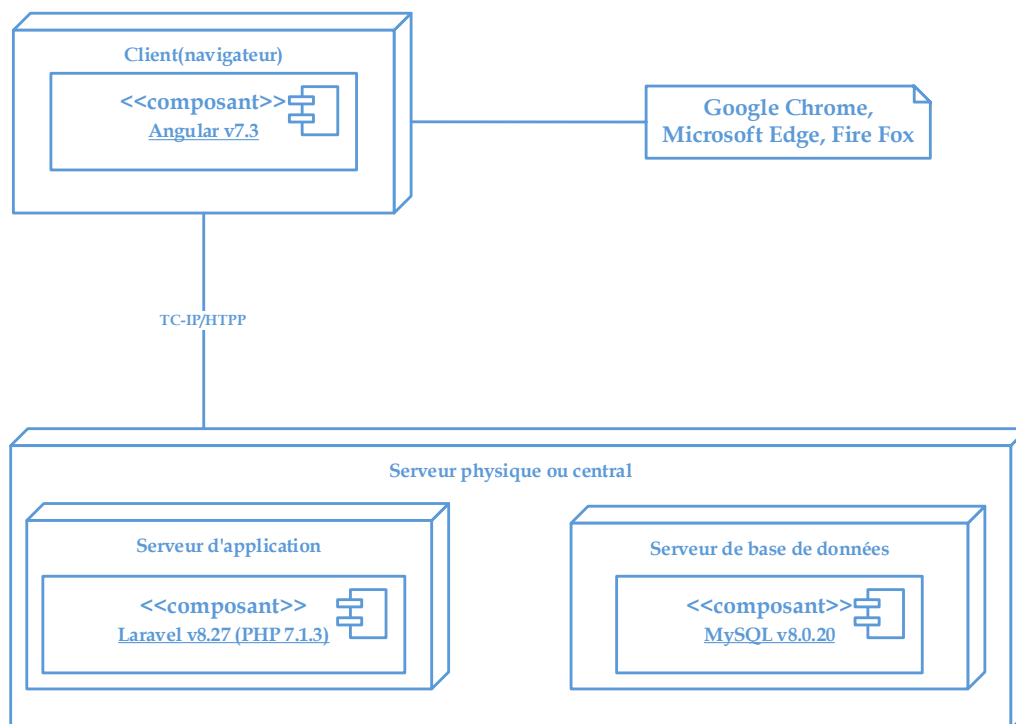 Client(navigateur)
<<composant>>
Angular v7.3
Google Chrome,
Microsoft Edge, Fire Fox
TC-IP/HTPP
Serveur physique ou central
Serveur d'application
<<composant>>
Laravel v8.27 (PHP 7.1.3)
Serveur de base de données
<<composant>>
MySQL v8.0.20